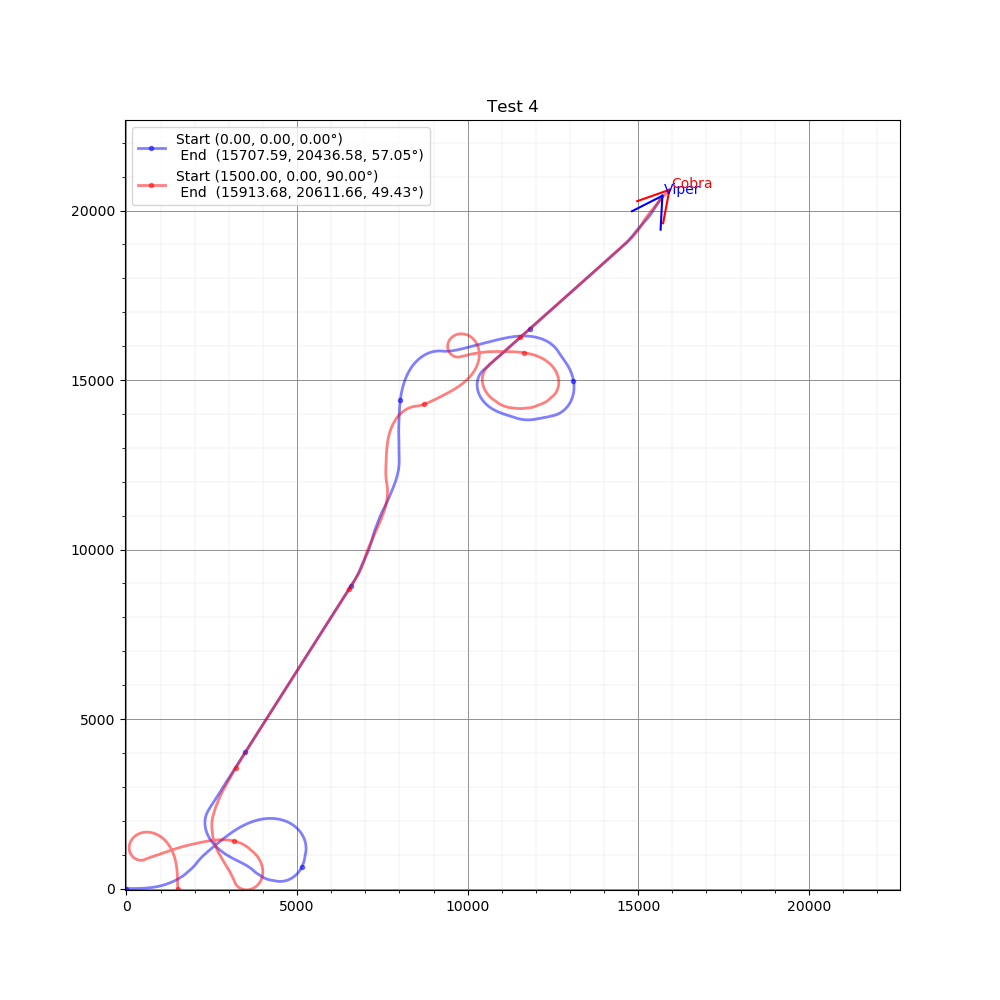 Test 4
Start (0.00, 0.00, 0.00°)
End  (15707.59, 20436.58, 57.05°)
Start (1500.00, 0.00, 90.00°)
End  (15913.68, 20611.66, 49.43°)
Cobra
Viper
20000
15000
10000
5000
0
0
5000
10000
15000
20000